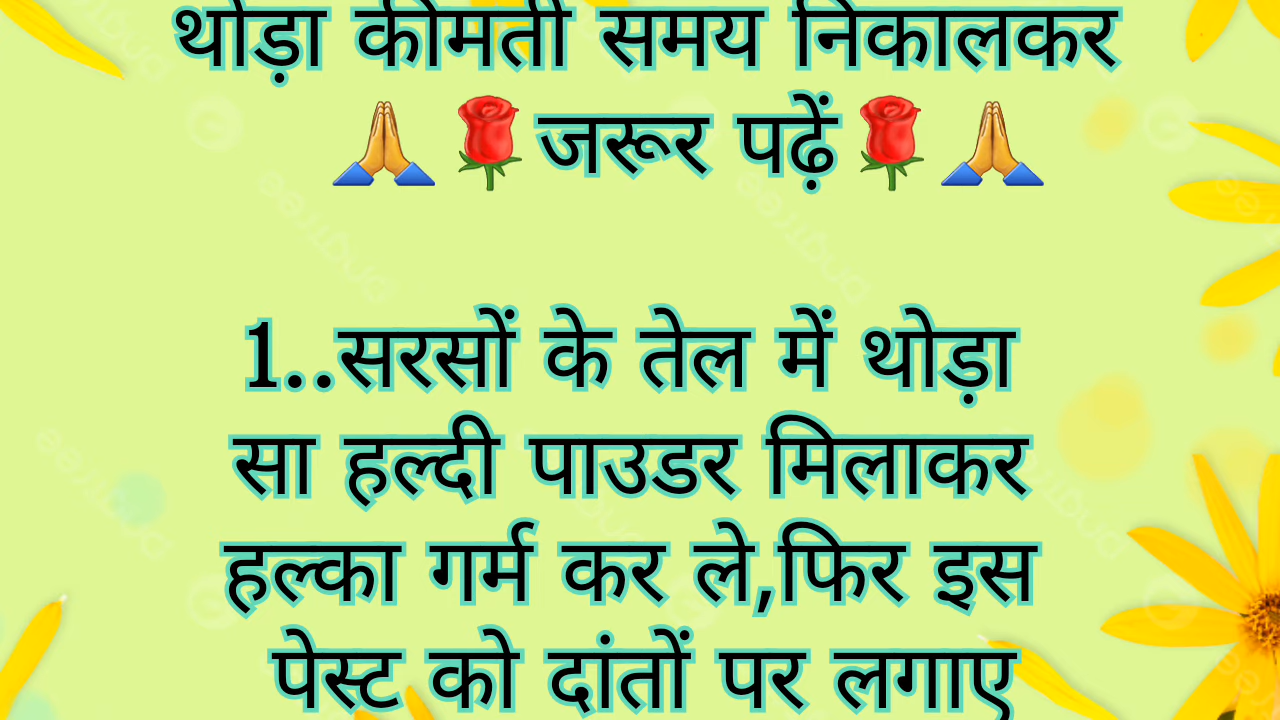 थोड़ा कीमती समय निकालकर
🙏🌹जरूर पढ़ें🌹🙏
1..सरसों के तेल में थोड़ा
सा हल्दी पाउडर मिलाकर
हल्का गर्म कर ले,फिर इस
पेस्ट को दांतों पर लगाए